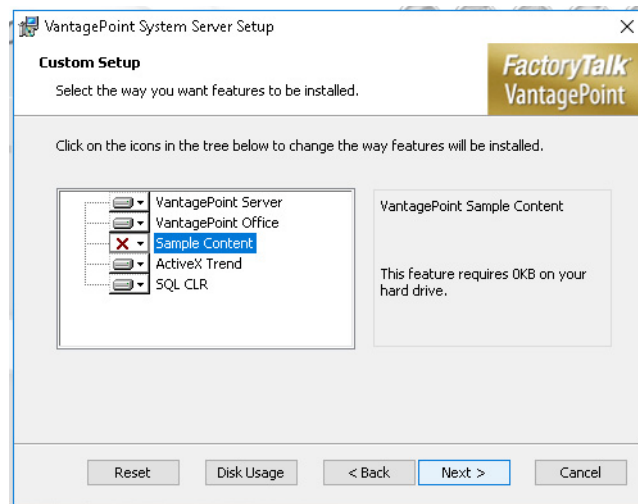 VantagePoint System Server Setup
Custom Setup
Select the way you want features to be installed.
FactoryTalk
VantagePoint
Click on the icons in the tree below to change the way features will be installed.
VantagePoint Server
VantagePoint Office
Sample Content
ActiveX Trend
SQL CLR
VantagePoint Sample Content
This feature requires 0KB on your
hard drive.
Reset
Disk Usage
< Back
Next >
Cancel